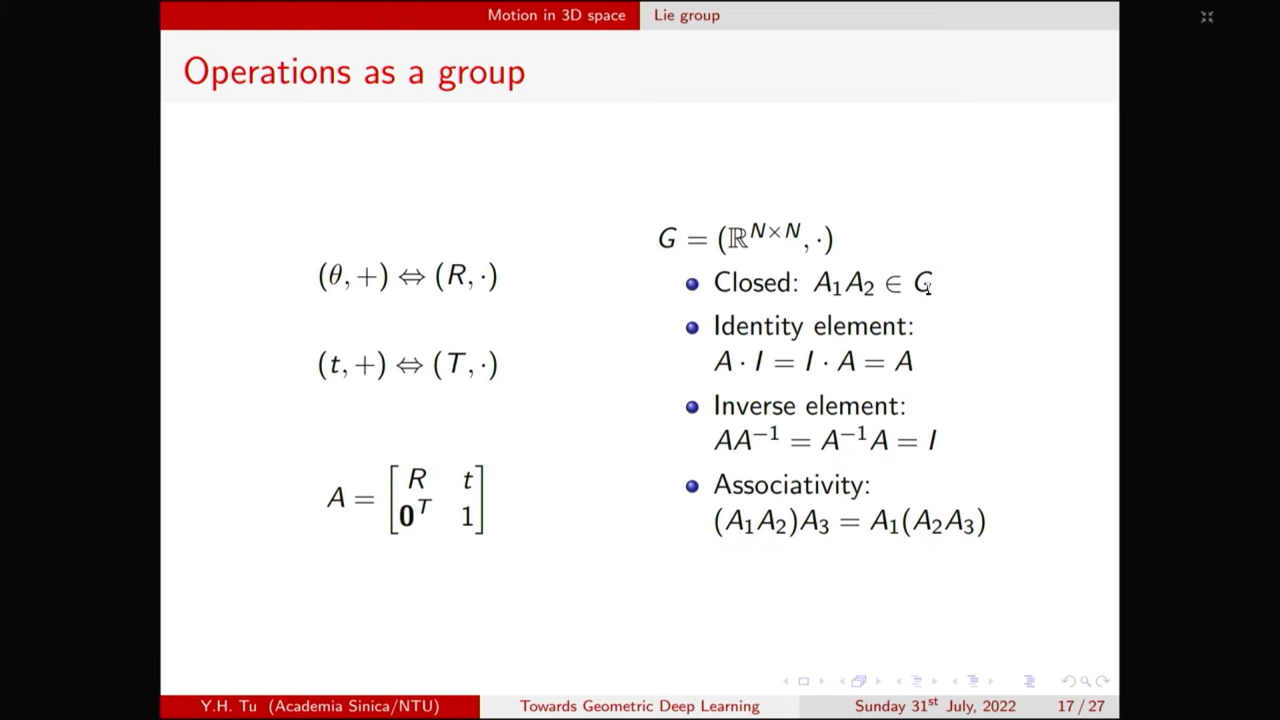 Motion in 3D space Lie group
Operations as a group
(θ, +) ⇔ (R, ·)
(t, +) ⇔ (T, ·)
A = [R t
0ᵀ 1]
G = (ℝᴺˣᴺ, ·)
Closed: A₁A₂ ∈ G
Identity element:
A · I = I · A = A
Inverse element:
AA⁻¹ = A⁻¹A = I
Associativity:
(A₁A₂)A₃ = A₁(A₂A₃)
Y.H. Tu (Academia Sinica/NTU) Towards Geometric Deep Learning Sunday 31ˢᵗ July, 2022 17 / 27